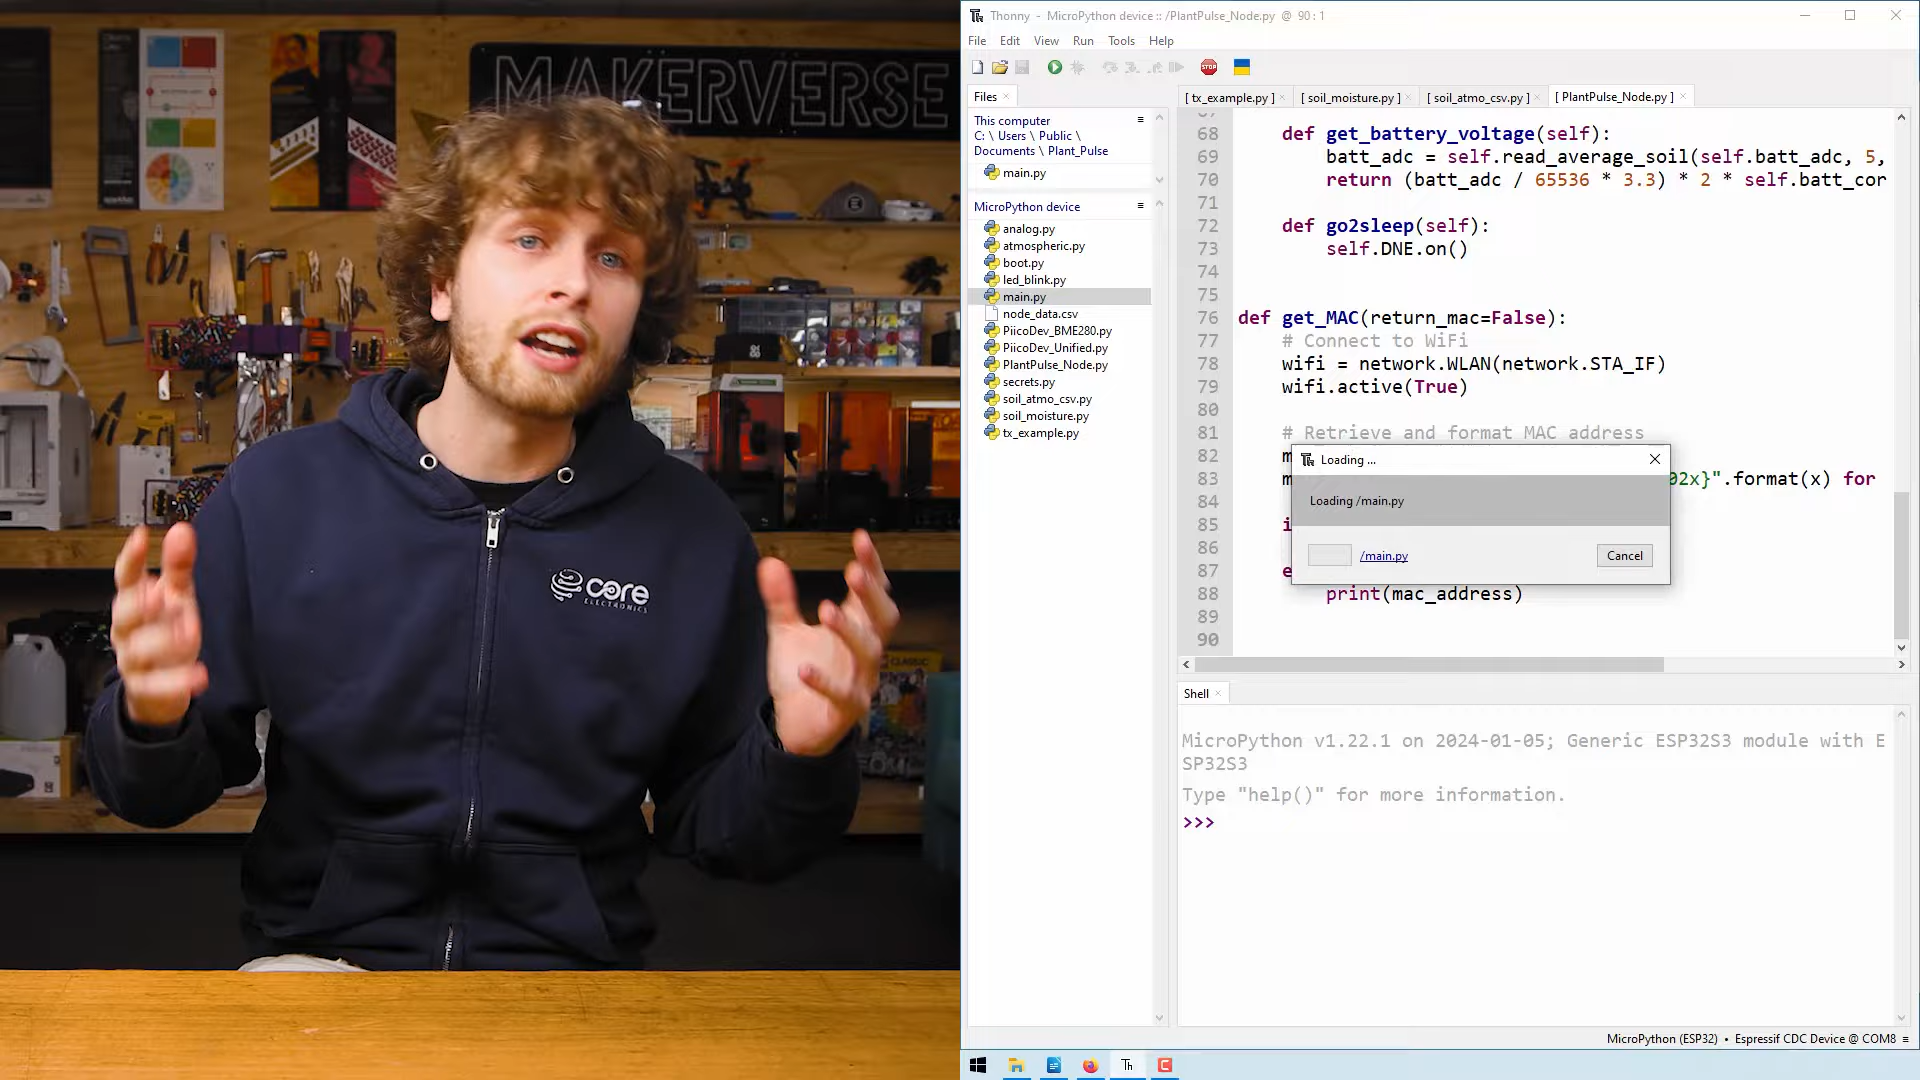 MAKERVERSE
core
ELECTRONICS
CLASSIC
Thonny - MicroPython device :: /PlantPulse_Node.py @ 90 : 1
File Edit View Run Tools Help
STOP
Files
[ tx_example.py ] [ soil_moisture.py ] [ soil_atmo_csv.py ] [ PlantPulse_Node.py ]
This computer
C: \ Users \ Public \
Documents \ Plant_Pulse
main.py
MicroPython device
analog.py
atmospheric.py
boot.py
led_blink.py
main.py
node_data.csv
PiicoDev_BME280.py
PiicoDev_Unified.py
PlantPulse_Node.py
secrets.py
soil_atmo_csv.py
soil_moisture.py
tx_example.py
68 def get_battery_voltage(self):
69 batt_adc = self.read_average_soil(self.batt_adc, 5,
70 return (batt_adc / 65536 * 3.3) * 2 * self.batt_cor
71
72 def go2sleep(self):
73 self.DNE.on()
74
75
76 def get_MAC(return_mac=False):
77 # Connect to WiFi
78 wifi = network.WLAN(network.STA_IF)
79 wifi.active(True)
80
81 # Retrieve and format MAC address
82 m
83 m 02x}".format(x) for
84
85 i
86
87 e
88 print(mac_address)
89
90
Loading ...
Loading /main.py
/main.py
Cancel
Shell
MicroPython v1.22.1 on 2024-01-05; Generic ESP32S3 module with E
SP32S3
Type "help()" for more information.
>>>
MicroPython (ESP32) • Espressif CDC Device @ COM8
Th